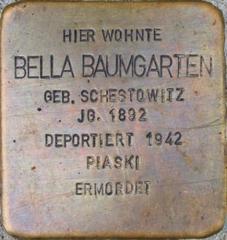 HIER WOHNTE
BELLA BAUMGARTEN
GEB. SCHESTOWITZ
JG. 1892
DEPORTIERT 1942
PIASKI
ERMORDET